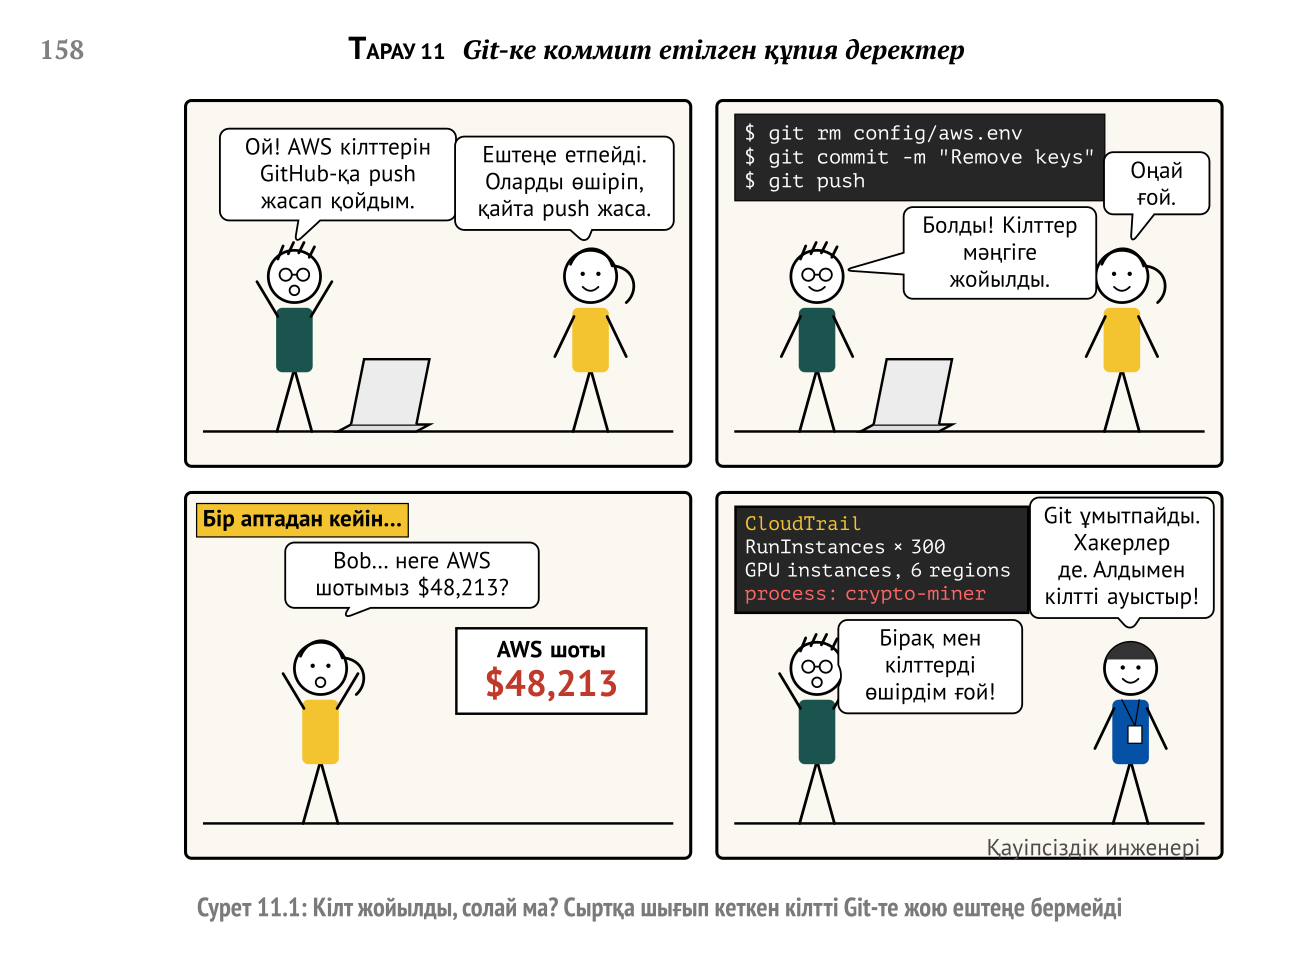 158
Тарау 11 Git-ке коммит етілген құпия деректер
Ой! AWS кілттерін
GitHub-қа push
жасап қойдым.
Ештеңе етпейді.
Оларды өшіріп,
қайта push жаса.
$ git rm config/aws.env
$ git commit -m "Remove keys"
$ git push
Оңай
ғой.
Болды! Кілттер
мәңгіге
жойылды.
Бір аптадан кейін...
Bob... неге AWS
шотымыз $48,213?
AWS шоты
$48,213
CloudTrail
RunInstances × 300
GPU instances, 6 regions
process: crypto-miner
Git ұмытпайды.
Хакерлер
де. Алдымен
кілтті ауыстыр!
Бірақ мен
кілттерді
өшірдім ғой!
Қауіпсіздік инженері
Сурет 11.1: Кілт жойылды, солай ма? Сыртқа шығып кеткен кілтті Git-те жою ештеңе бермейді